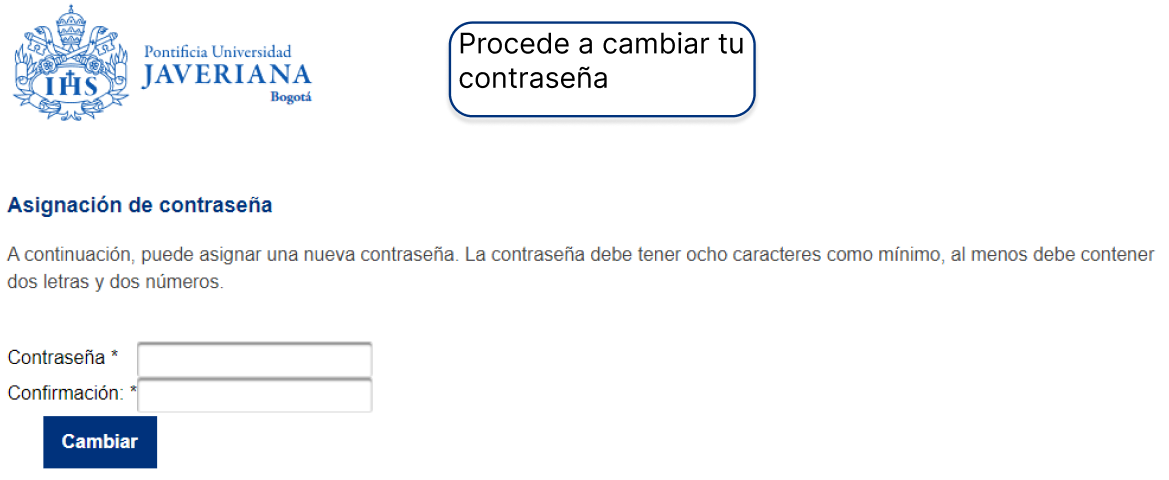 IHS
Pontificia Universidad
JAVERIANA
Bogotá
Procede a cambiar tu
contraseña
Asignación de contraseña
A continuación, puede asignar una nueva contraseña. La contraseña debe tener ocho caracteres como mínimo, al menos debe contener
dos letras y dos números.
Contraseña *
Confirmación: *
Cambiar